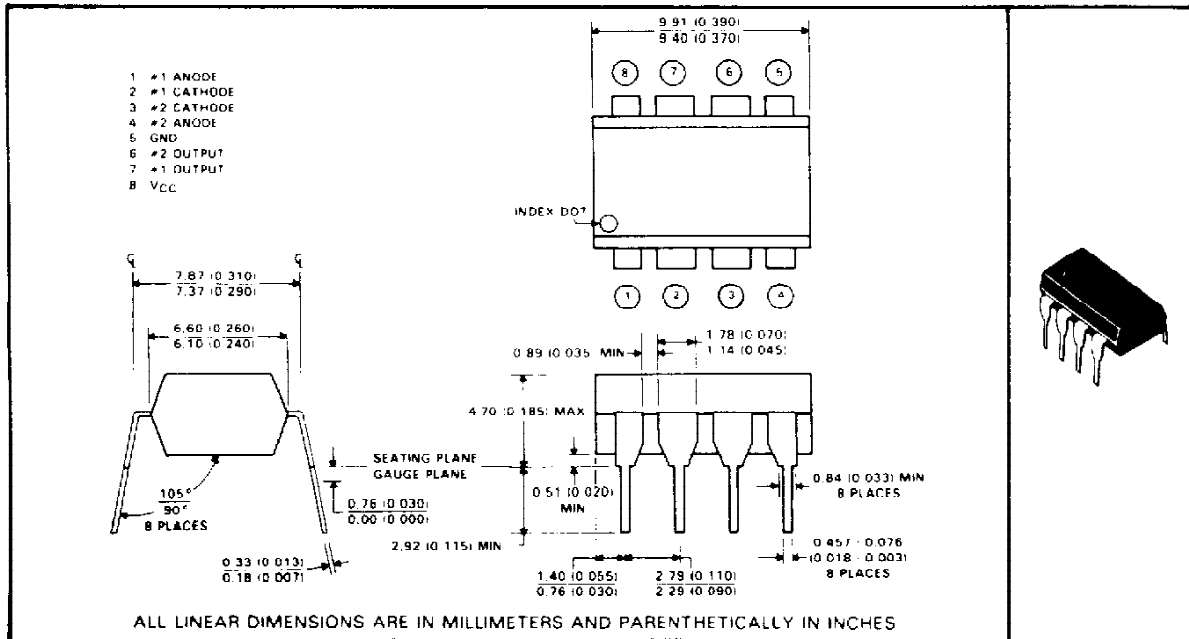 9.91 (0.390)
9.40 (0.370)
1 #1 ANODE
2 #1 CATHODE
3 #2 CATHODE
4 #2 ANODE
5 GND
6 #2 OUTPUT
7 #1 OUTPUT
8 VCC
8 7 6 5
INDEX DOT
1 2 3 4
C̲L C̲L
7.87 (0.310)
7.37 (0.290)
6.60 (0.260)
6.10 (0.240)
1.78 (0.070)
1.14 (0.045)
0.89 (0.035 MIN
4.70 (0.185) MAX
SEATING PLANE
GAUGE PLANE
0.51 (0.020)
MIN
0.84 (0.033) MIN
8 PLACES
105°
90°
8 PLACES
0.76 (0.030)
0.00 (0.000)
2.92 (0.115) MIN
0.457 - 0.076
(0.018 - 0.003)
8 PLACES
0.33 (0.013)
0.18 (0.007)
1.40 (0.055)
0.76 (0.030)
2.79 (0.110)
2.29 (0.090)
ALL LINEAR DIMENSIONS ARE IN MILLIMETERS AND PARENTHETICALLY IN INCHES